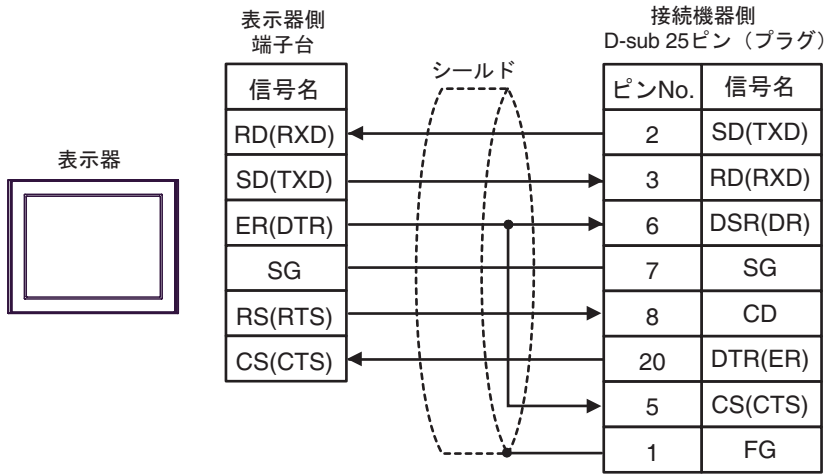 表示器
表示器側
端子台
信号名
RD(RXD)
SD(TXD)
ER(DTR)
SG
RS(RTS)
CS(CTS)
シールド
接続機器側
D-sub 25ピン（プラグ）
ピンNo. 信号名
2 SD(TXD)
3 RD(RXD)
6 DSR(DR)
7 SG
8 CD
20 DTR(ER)
5 CS(CTS)
1 FG